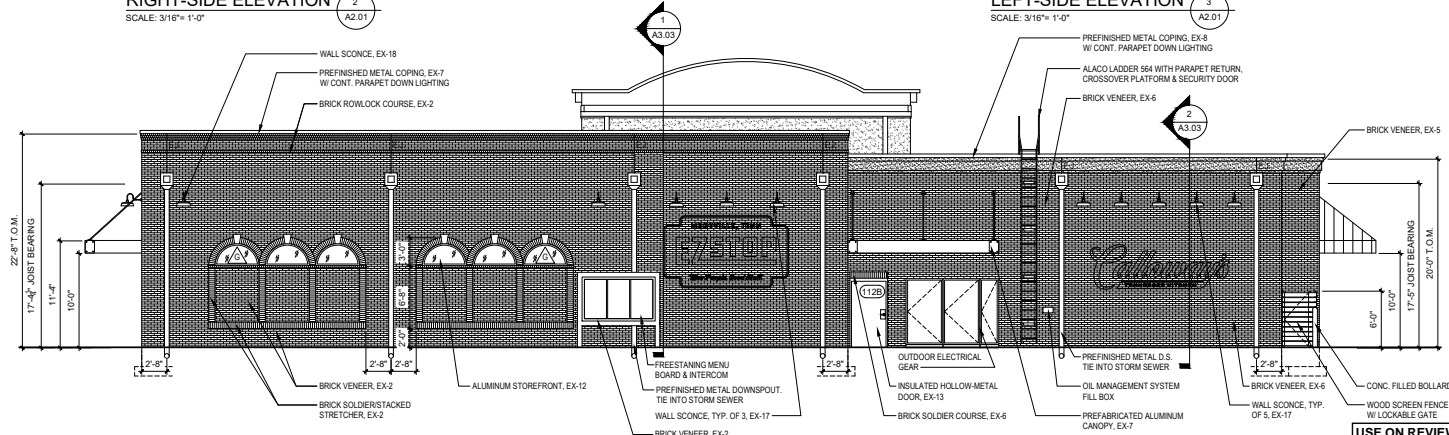 RIGHT-SIDE ELEVATION
2
A2.01
SCALE: 3/16"= 1'-0"
LEFT-SIDE ELEVATION
3
A2.01
SCALE: 3/16"= 1'-0"
1
A3.03
WALL SCONCE, EX-18
PREFINISHED METAL COPING, EX-7
W/ CONT. PARAPET DOWN LIGHTING
BRICK ROWLOCK COURSE, EX-2
PREFINISHED METAL COPING, EX-8
W/ CONT. PARAPET DOWN LIGHTING
ALACO LADDER 564 WITH PARAPET RETURN,
CROSSOVER PLATFORM & SECURITY DOOR
BRICK VENEER, EX-6
2
A3.03
BRICK VENEER, EX-5
22'-8" T.O.M.
17'-4¾" JOIST BEARING
11'-4"
10'-0"
E.J.
E.J.
E.J.
E.J.
E.J.
E.J.
G
G
3'-0"
6'-8"
2'-0"
EZ STOP
Calloway's
112B
20'-0" T.O.M.
17'-5" JOIST BEARING
10'-0"
6'-0"
2'-8"
2'-8"
2'-8"
2'-8"
2'-8"
BRICK VENEER, EX-2
BRICK SOLDIER/STACKED
STRETCHER, EX-2
ALUMINUM STOREFRONT, EX-12
FREESTANING MENU
BOARD & INTERCOM
PREFINISHED METAL DOWNSPOUT.
TIE INTO STORM SEWER
WALL SCONCE, TYP. OF 3, EX-17
BRICK VENEER, EX-2
OUTDOOR ELECTRICAL
GEAR
INSULATED HOLLOW-METAL
DOOR, EX-13
BRICK SOLDIER COURSE, EX-6
PREFINISHED METAL D.S.
TIE INTO STORM SEWER
OIL MANAGEMENT SYSTEM
FILL BOX
PREFABRICATED ALUMINUM
CANOPY, EX-7
BRICK VENEER, EX-6
WALL SCONCE, TYP.
OF 5, EX-17
CONC. FILLED BOLLARD
WOOD SCREEN FENCE
W/ LOCKABLE GATE
USE ON REVIEW